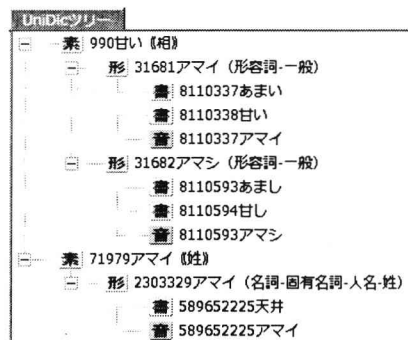 UniDicツリー
素 990甘い《相》
形 31681アマイ（形容詞-一般）
書 8110337あまい
書 8110338甘い
音 8110337アマイ
形 31682アマシ（形容詞-一般）
書 8110593あまし
書 8110594甘し
音 8110593アマシ
素 71979アマイ《姓》
形 2303329アマイ（名詞-固有名詞-人名-姓）
書 589652225天井
音 589652225アマイ